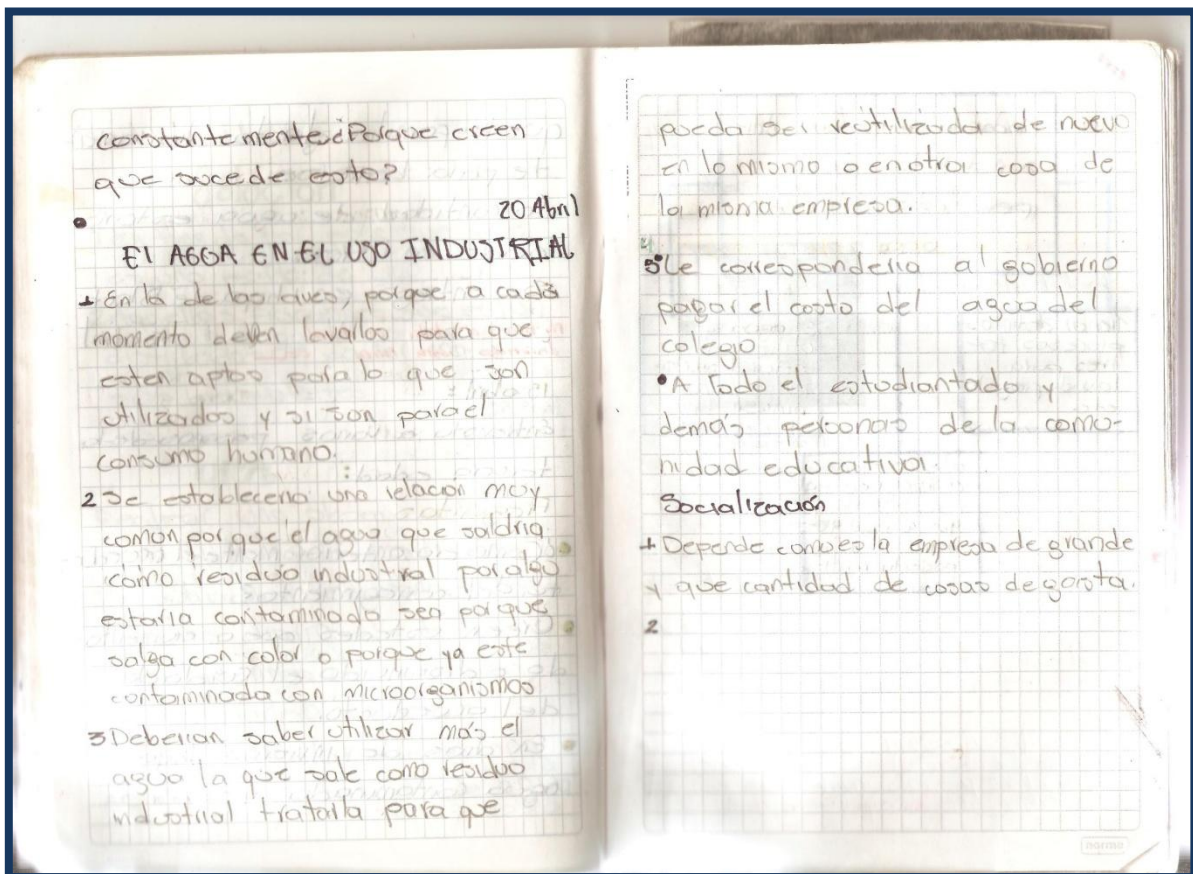 constantemente¿Porque creen
que sucede esto?
20 Abril
El AGUA EN EL USO INDUSTRIAL
1 En la de las aves, porque a cada
momento deven lavarlos para que
esten aptos para lo que son
utilizados y si son para el
consumo humano.
2 Se estableceria una relacion muy
comun porque el agua que saldria
como residuo industrial por algo
estaria contaminado sea porque
salga con color o porque ya este
contaminada con microorganismos
3 Deberian saber utilizar más el
agua la que sale como residuo
industrial tratarla para que
pueda ser reutilizada de nuevo
en lo mismo o en otra cosa de
la misma empresa.
4
5° Le corresponderia al gobierno
pagar el costo del agua del
colegio
• A Todo el estudiantado y
demás personas de la comu-
nidad educativa.
Socialización
1 Depende como es la empresa de grande
y que cantidad de cosas degasta.
2
norma